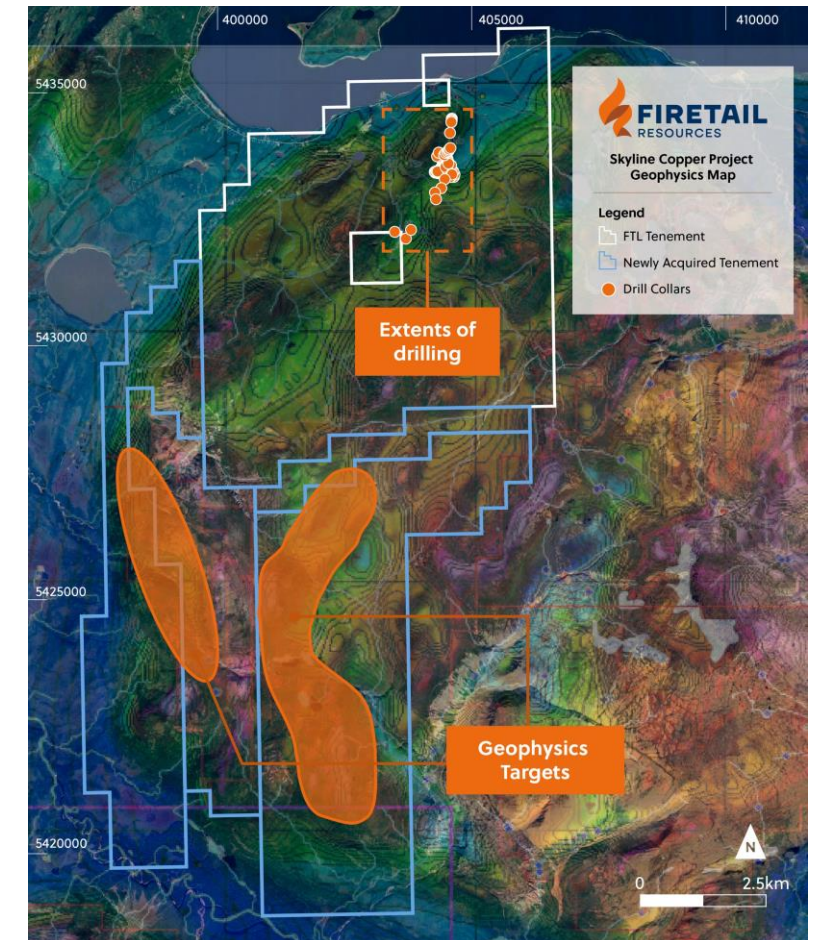 400000
405000
410000
5435000
FIRETAIL
RESOURCES
Skyline Copper Project
Geophysics Map
Legend
FTL Tenement
Newly Acquired Tenement
Drill Collars
5430000
Extents of
drilling
5425000
Geophysics
Targets
5420000
N
0
2.5km